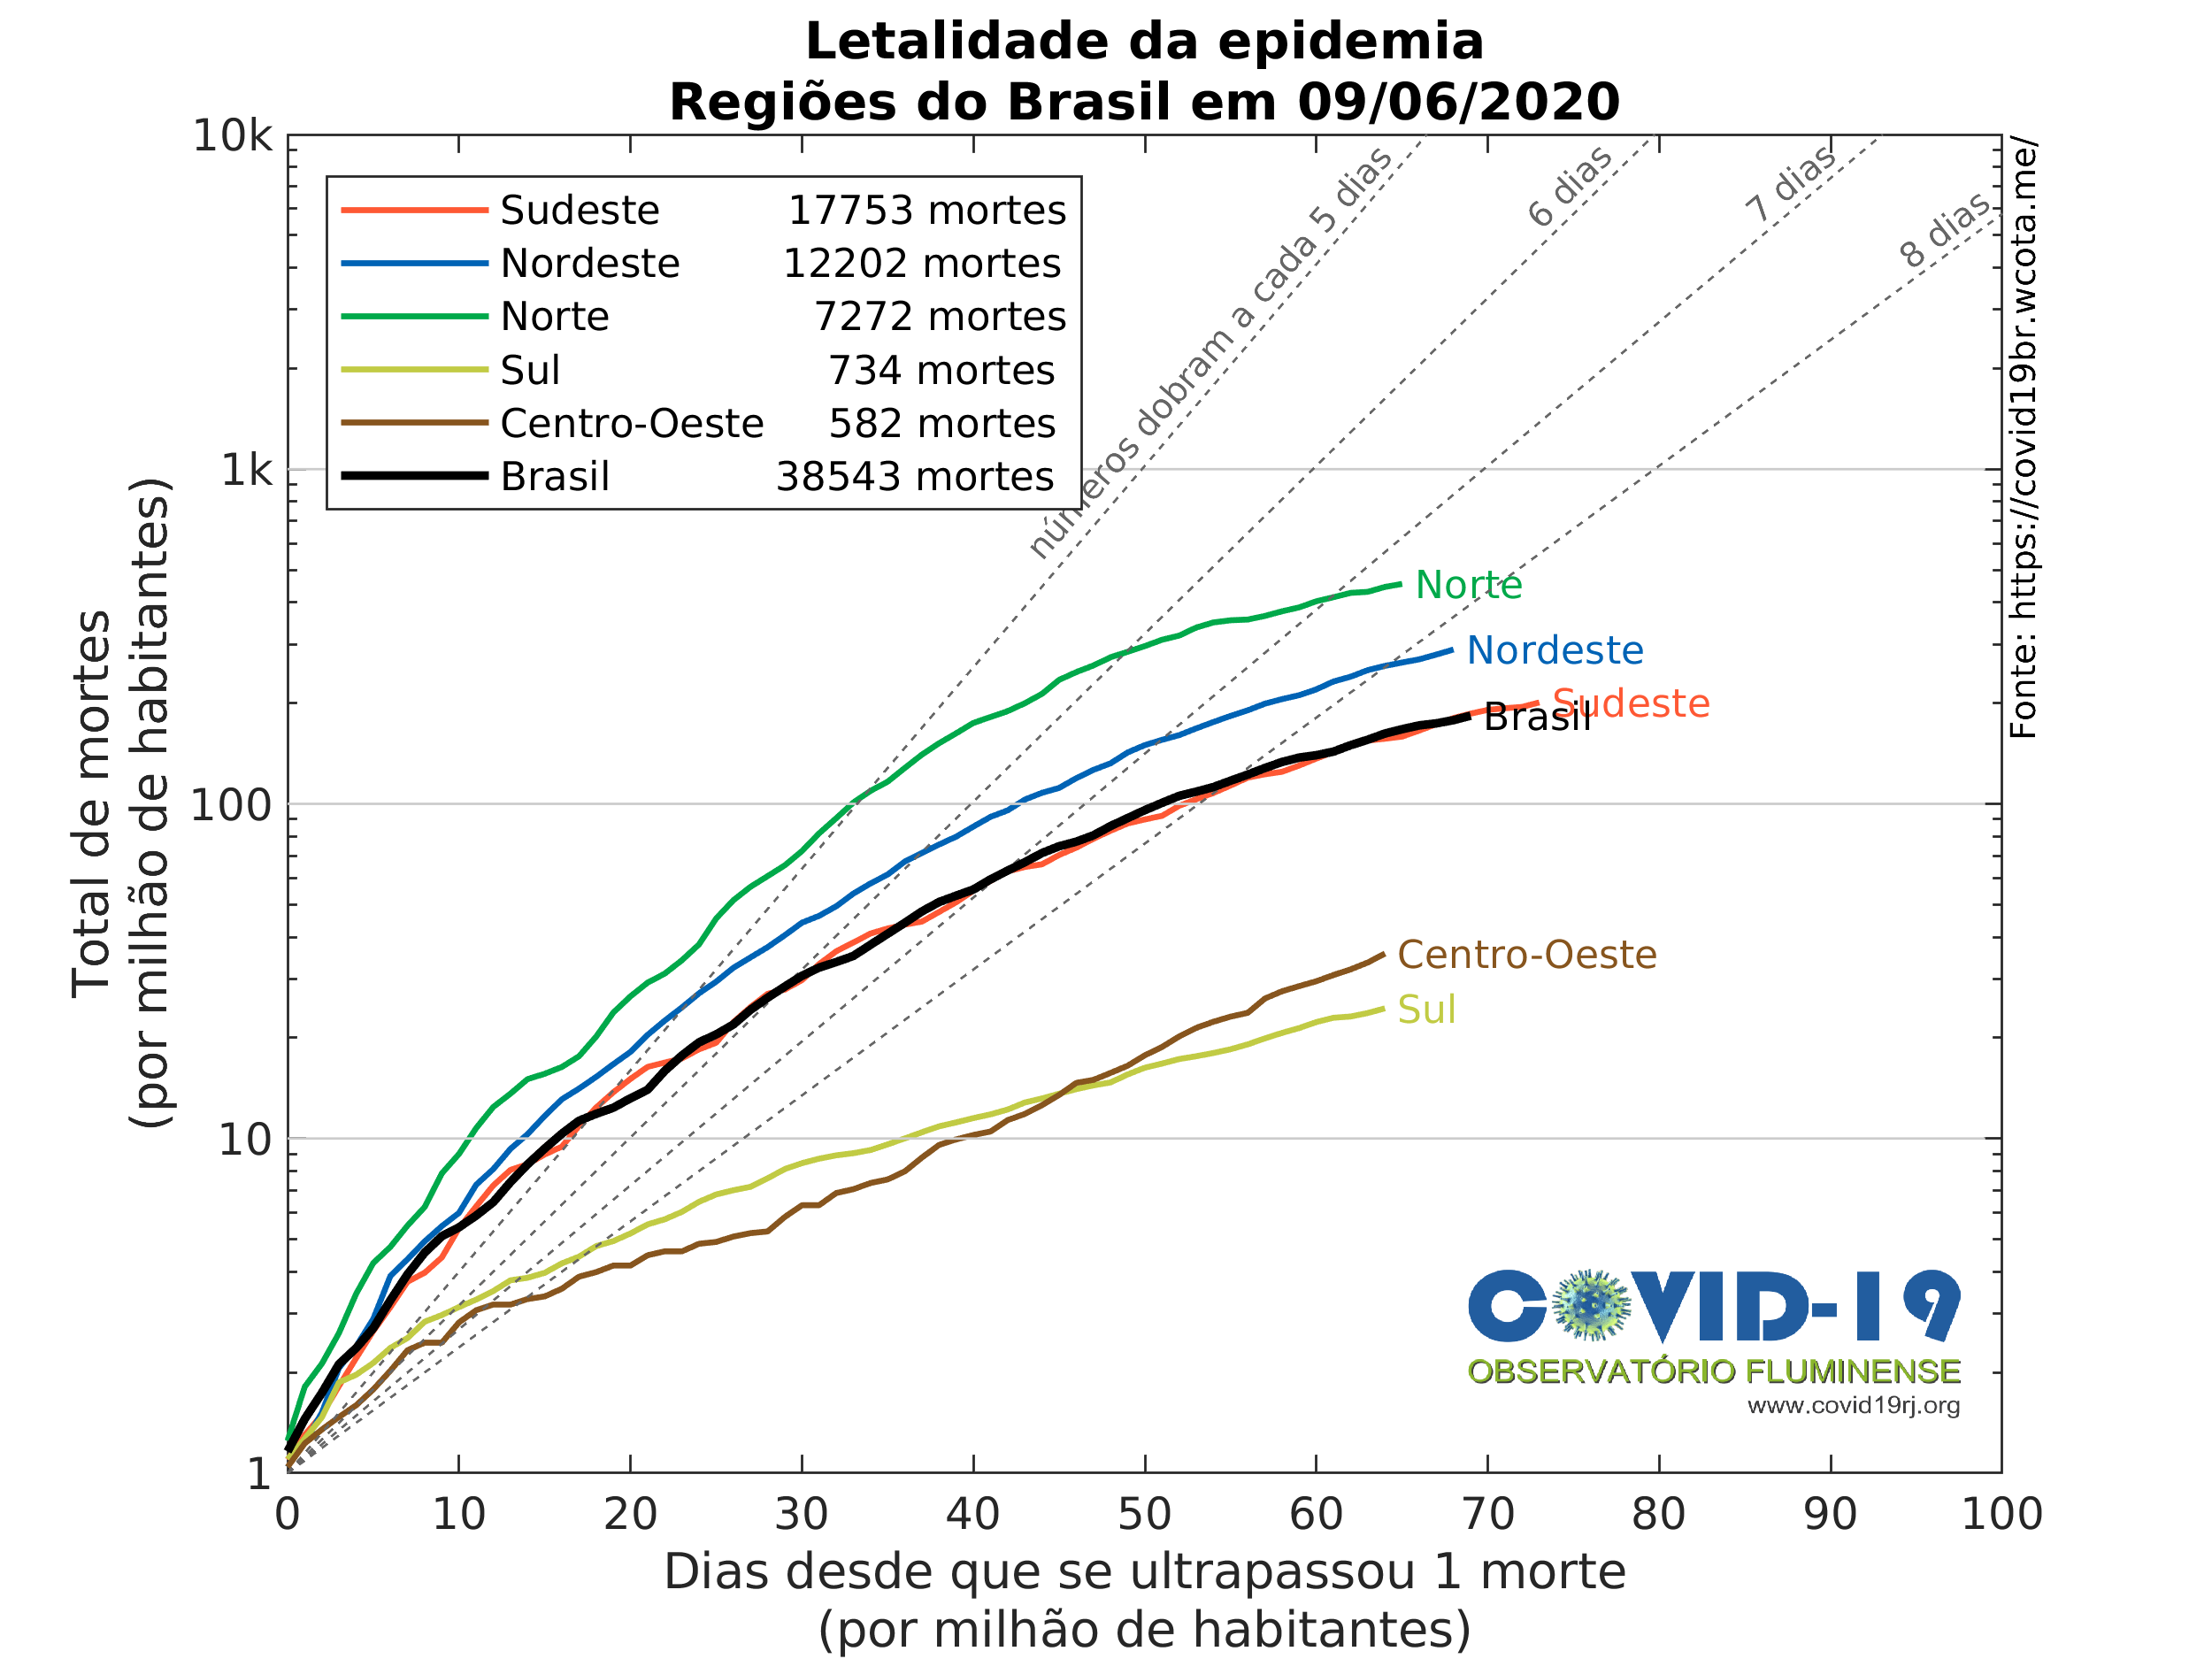 Letalidade da epidemia
Regiões do Brasil em 09/06/2020
Total de mortes
(por milhão de habitantes)
10k
1k
100
10
1
Sudeste 17753 mortes
Nordeste 12202 mortes
Norte 7272 mortes
Sul 734 mortes
Centro-Oeste 582 mortes
Brasil 38543 mortes
números dobram a cada 5 dias
6 dias
7 dias
8 dias
Fonte: https://covid19br.wcota.me/
Norte
Nordeste
Sudeste
Brasil
Centro-Oeste
Sul
COVID-19
OBSERVATÓRIO FLUMINENSE
www.covid19rj.org
0 10 20 30 40 50 60 70 80 90 100
Dias desde que se ultrapassou 1 morte
(por milhão de habitantes)